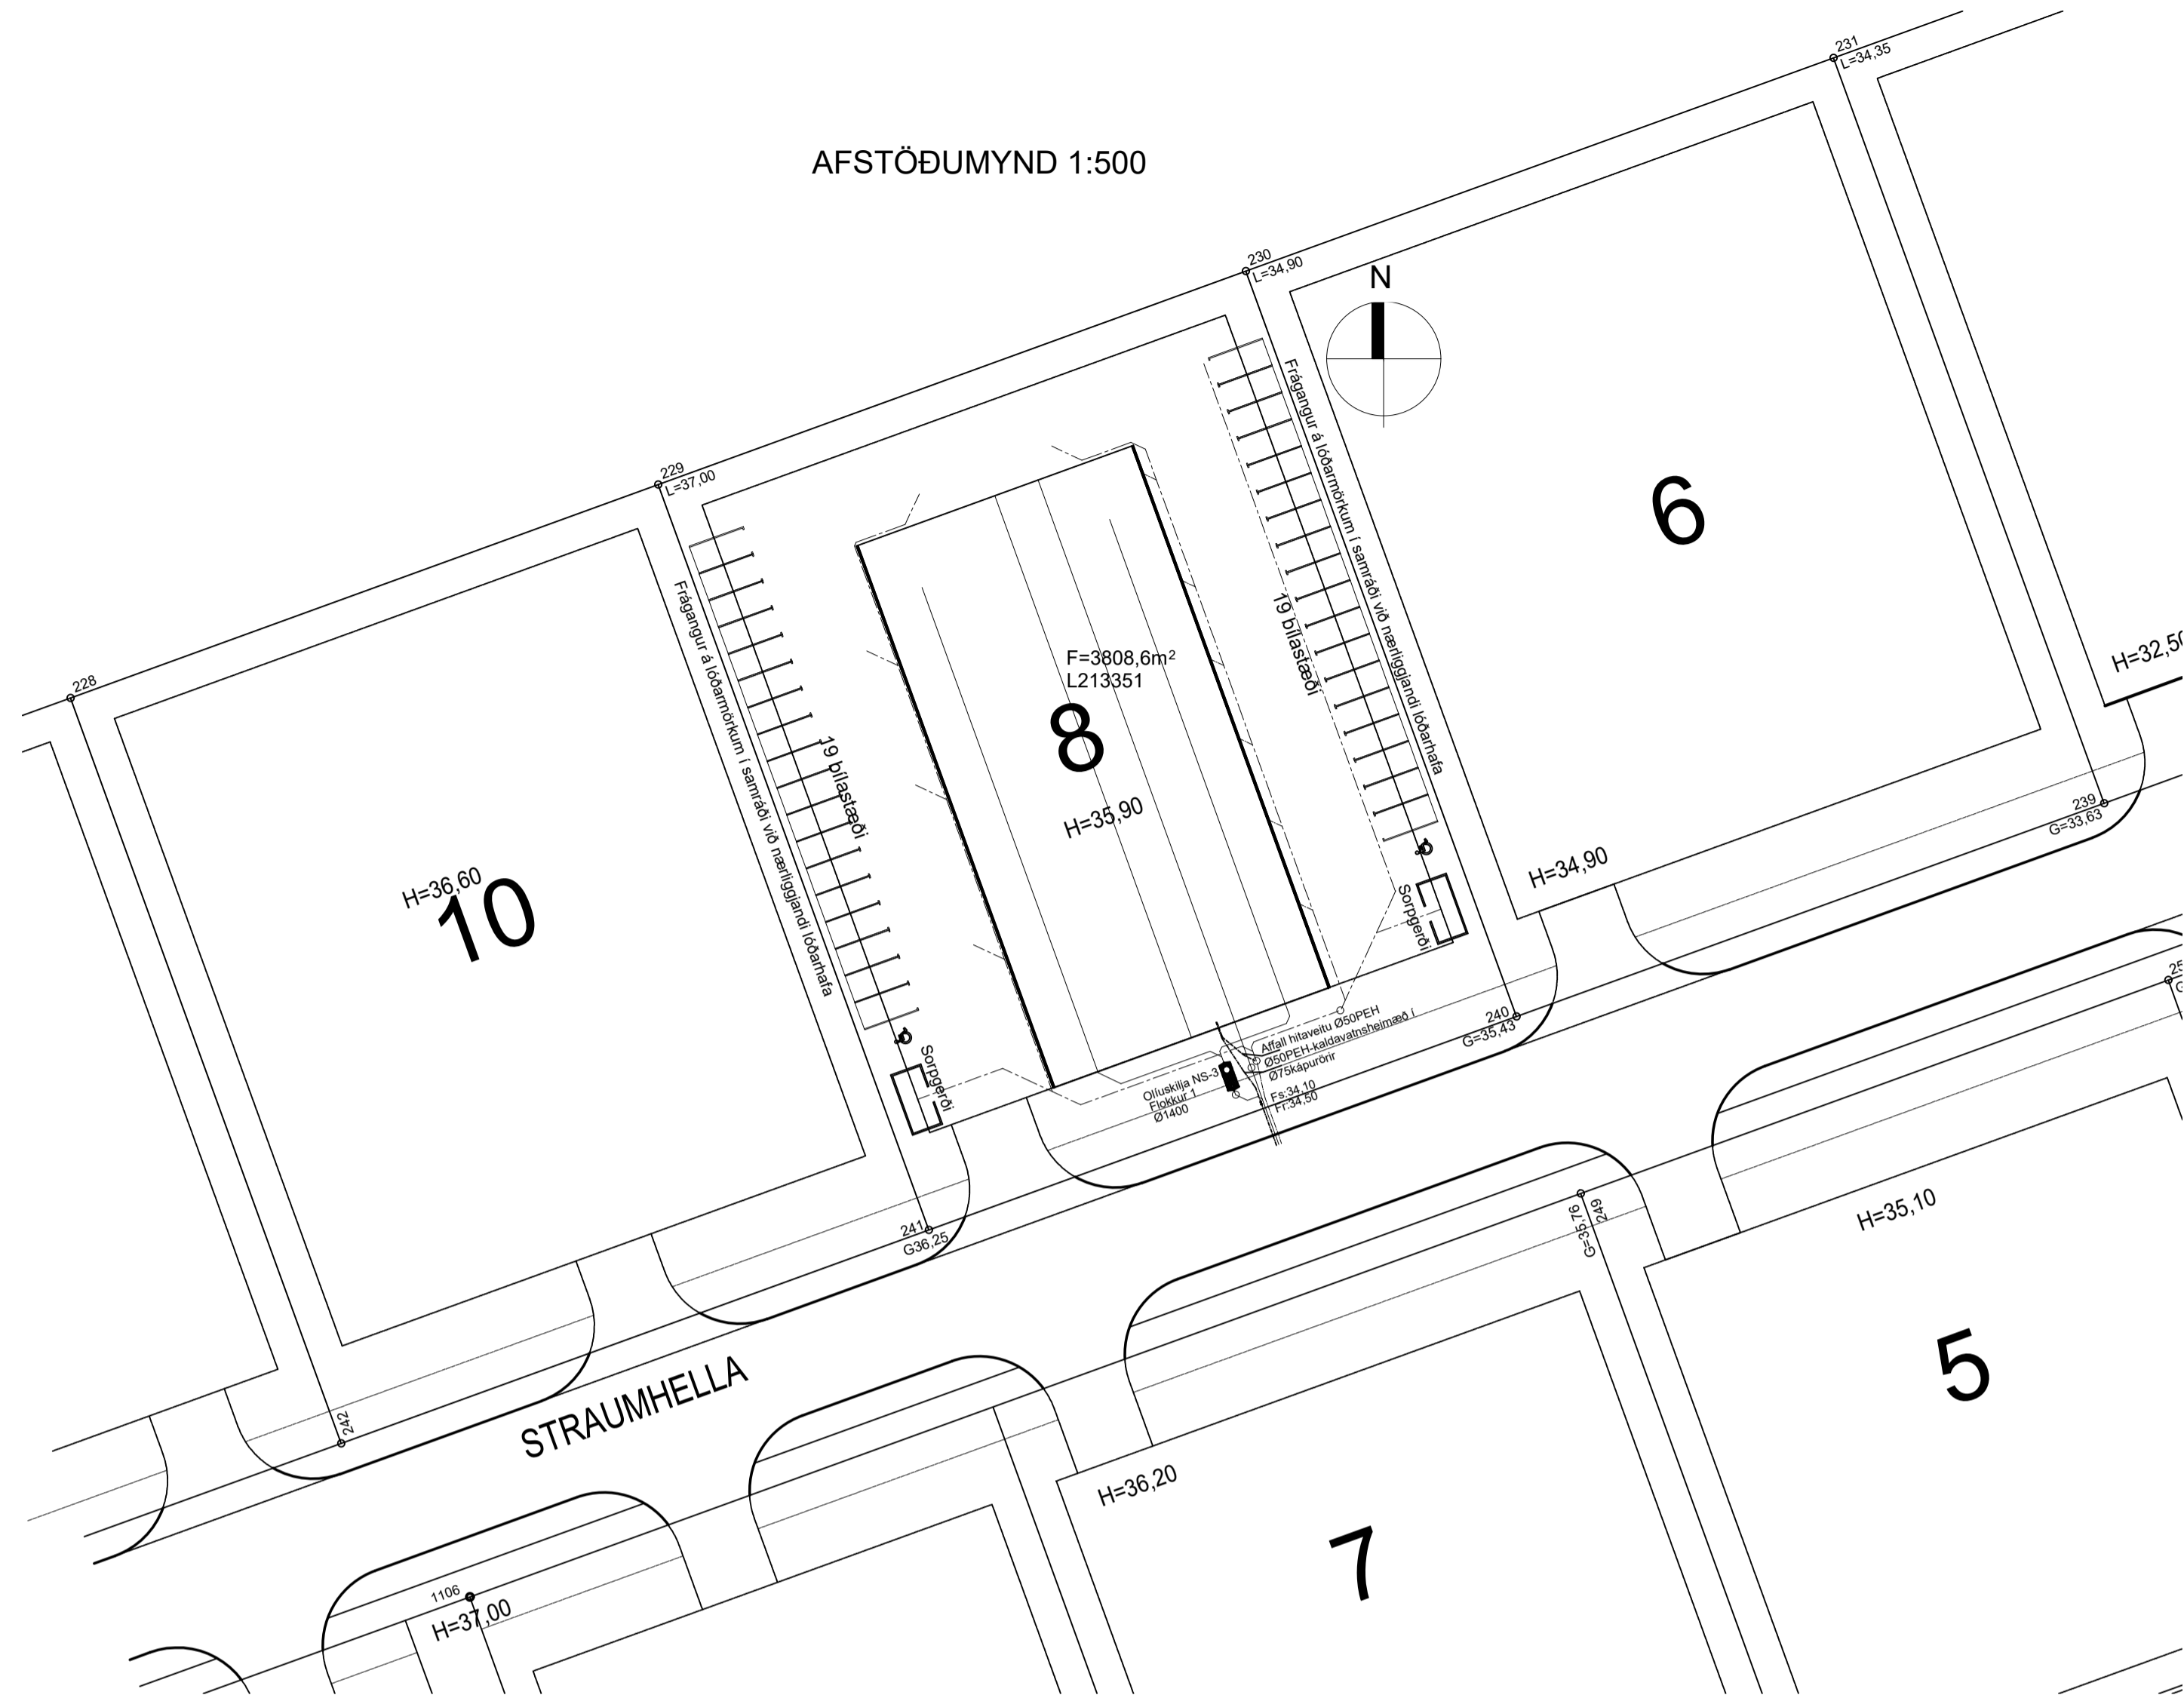 231
L=34,35
AFSTÖÐUMYND 1:500
230
L=34,90
N
229
L=37,00
6
Frágangur á lóðarmörkum í samráði við nærliggjandi lóðarhafa
19 bílastæði
H=32,50
F=3808,6m²
L213351
8
H=35,90
228
Frágangur á lóðarmörkum í samráði við nærliggjandi lóðarhafa
19 bílastæði
H=36,60
10
239
G=33,63
H=34,90
Sorpgerði
Sorpgerði
240
G=35,43
Affall hitaveitu Ø50PEH
Ø50PEH-kaldavatnsheimæð í
Ø75kápurörir
Fs:34,10
Fr:34,50
Olíuskilja NS-3
Flokkur 1
Ø1400
241
G36,25
G=35,76
249
H=35,10
5
242
STRAUMHELLA
H=36,20
7
1106
H=37,00